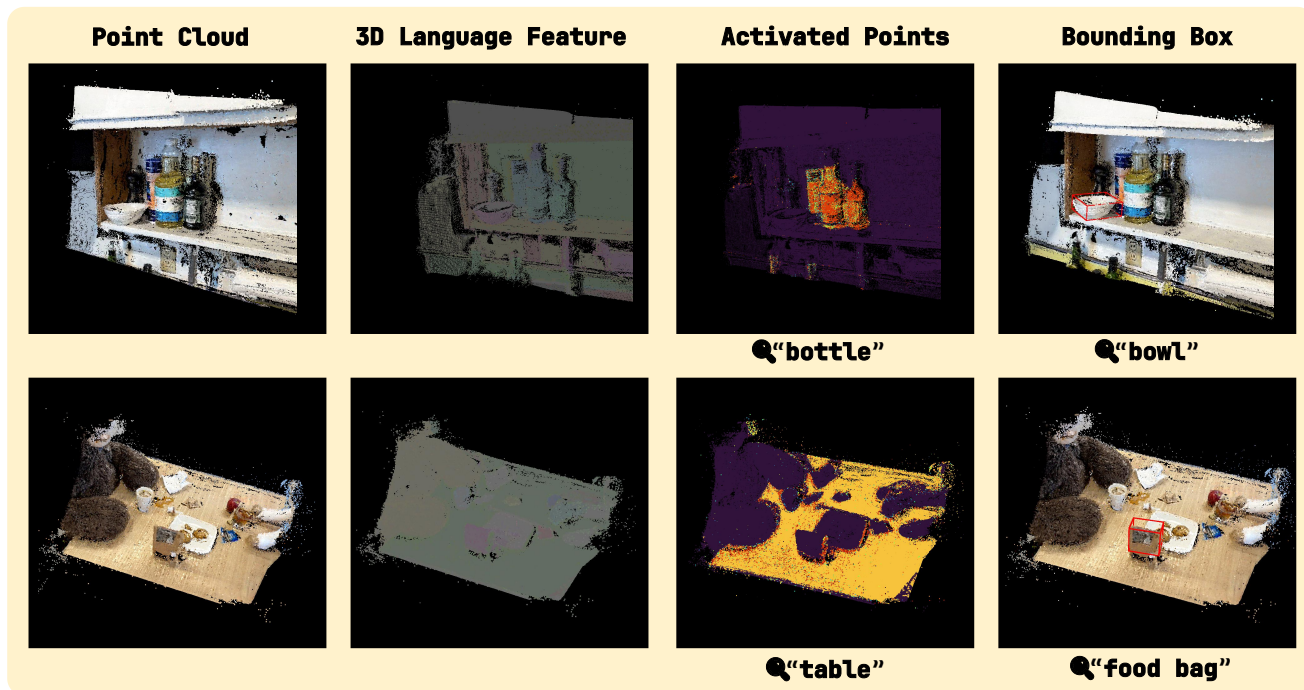 Point Cloud
3D Language Feature
Activated Points
Bounding Box
“bottle”
“bowl”
“table”
“food bag”